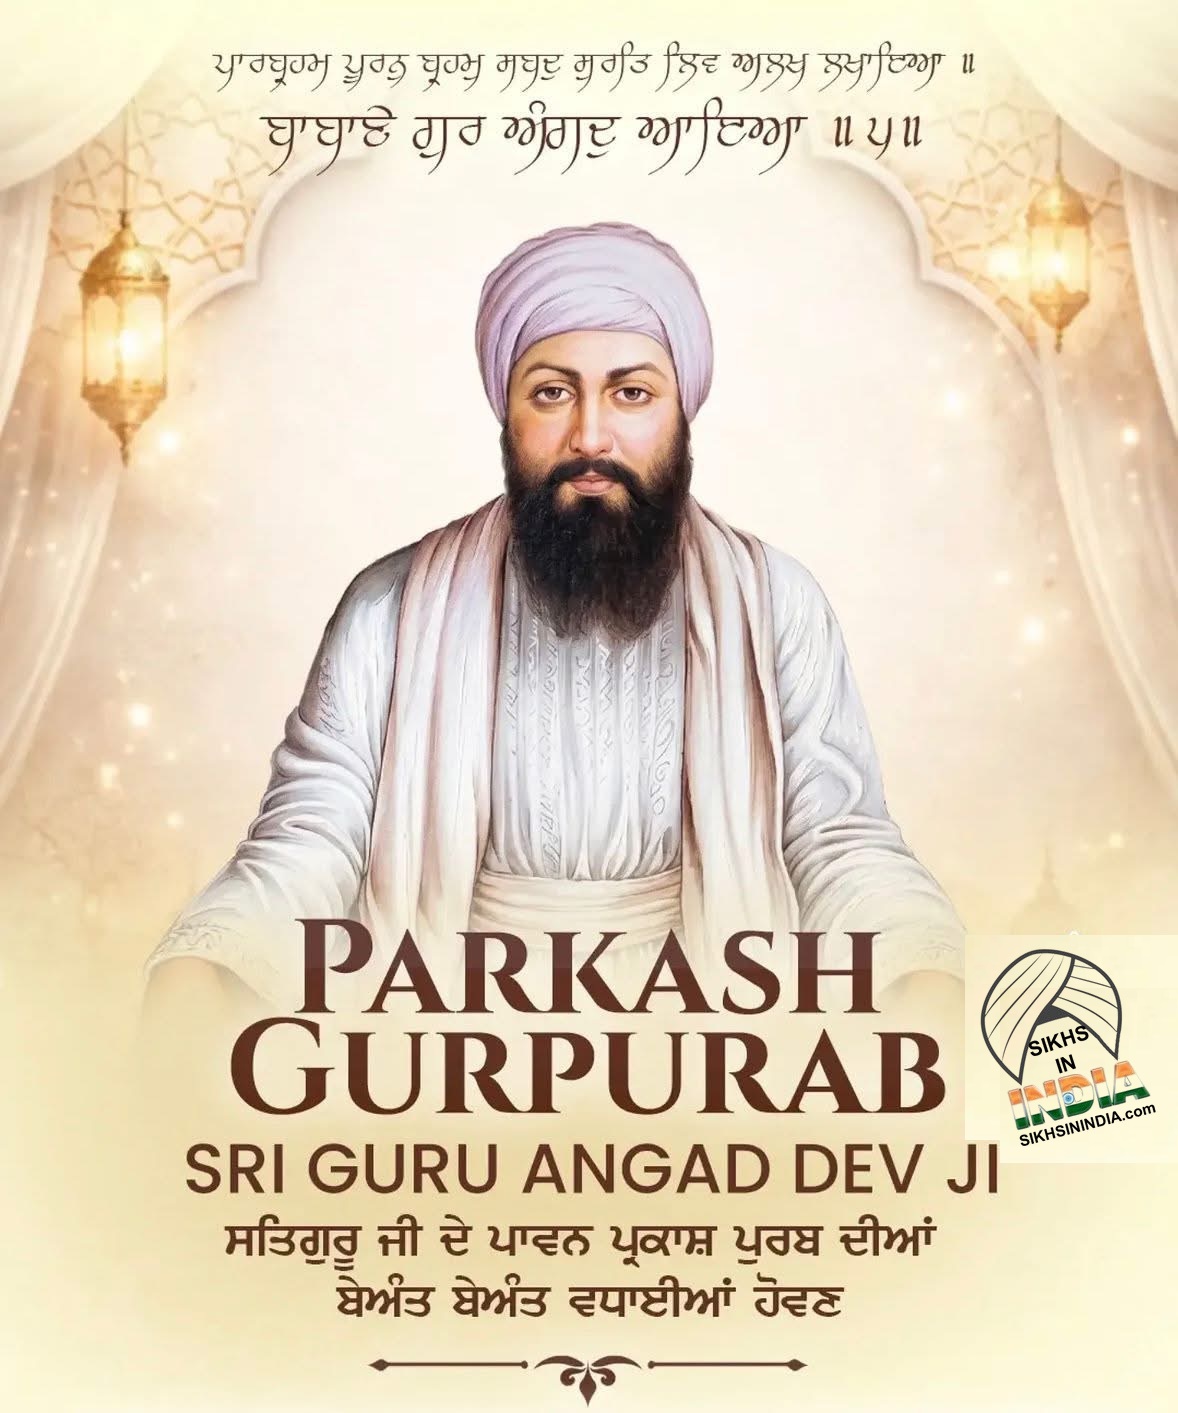 ਪਾਰਬ੍ਰਹਮ ਪੂਰਨੁ ਬ੍ਰਹਮੁ ਸਬਦੁ ਸੁਰਤਿ ਲਿਵ ਅਲਖ ਲਖਾਇਆ ॥
ਬਾਬਾਣੇ ਗੁਰ ਅੰਗਦੁ ਆਇਆ ॥੫॥
PARKASH
GURPURAB
SRI GURU ANGAD DEV JI
ਸਤਿਗੁਰੂ ਜੀ ਦੇ ਪਾਵਨ ਪ੍ਰਕਾਸ਼ ਪੁਰਬ ਦੀਆਂ
ਬੇਅੰਤ ਬੇਅੰਤ ਵਧਾਈਆਂ ਹੋਵਣ
SIKHS
IN
INDIA
SIKHSININDIA.com